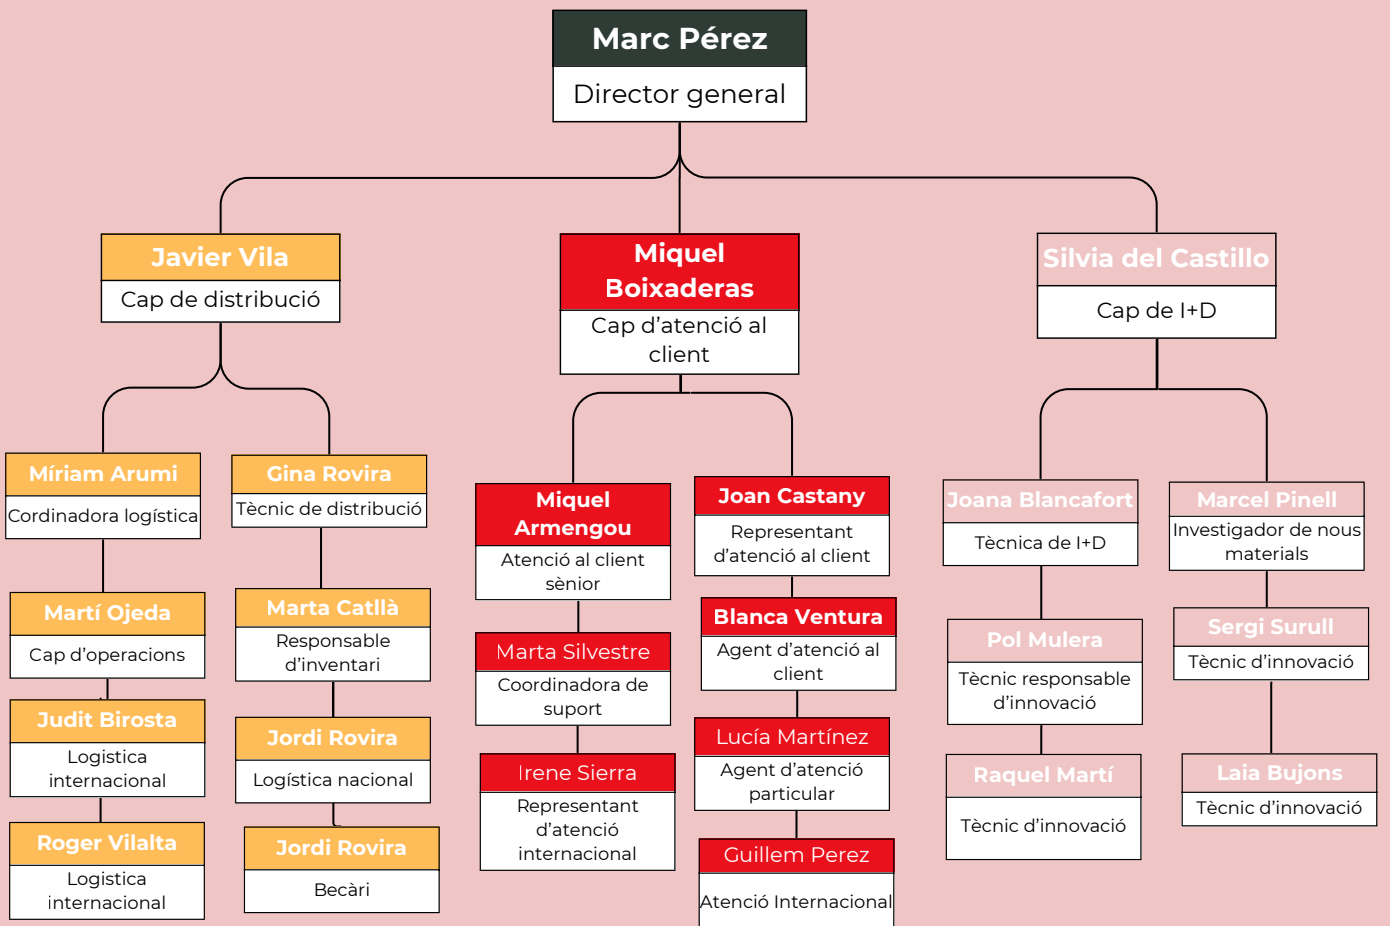 Marc Pérez
Director general
Javier Vila
Cap de distribució
Miquel
Boixaderas
Cap d’atenció al
client
Silvia del Castillo
Cap de I+D
Míriam Arumi
Cordinadora logística
Martí Ojeda
Cap d’operacions
Judit Birosta
Logistica
internacional
Roger Vilalta
Logistica
internacional
Gina Rovira
Tècnic de distribució
Marta Catllà
Responsable
d’inventari
Jordi Rovira
Logística nacional
Jordi Rovira
Becàri
Miquel
Armengou
Atenció al client
sènior
Marta Silvestre
Coordinadora de
suport
Irene Sierra
Representant
d’atenció
internacional
Joan Castany
Representant
d’atenció al client
Blanca Ventura
Agent d’atenció al
client
Lucía Martínez
Agent d’atenció
particular
Guillem Perez
Atenció Internacional
Joana Blancafort
Tècnica de I+D
Pol Mulera
Tècnic responsable
d’innovació
Raquel Martí
Tècnic d’innovació
Marcel Pinell
Investigador de nous
materials
Sergi Surull
Tècnic d’innovació
Laia Bujons
Tècnic d’innovació